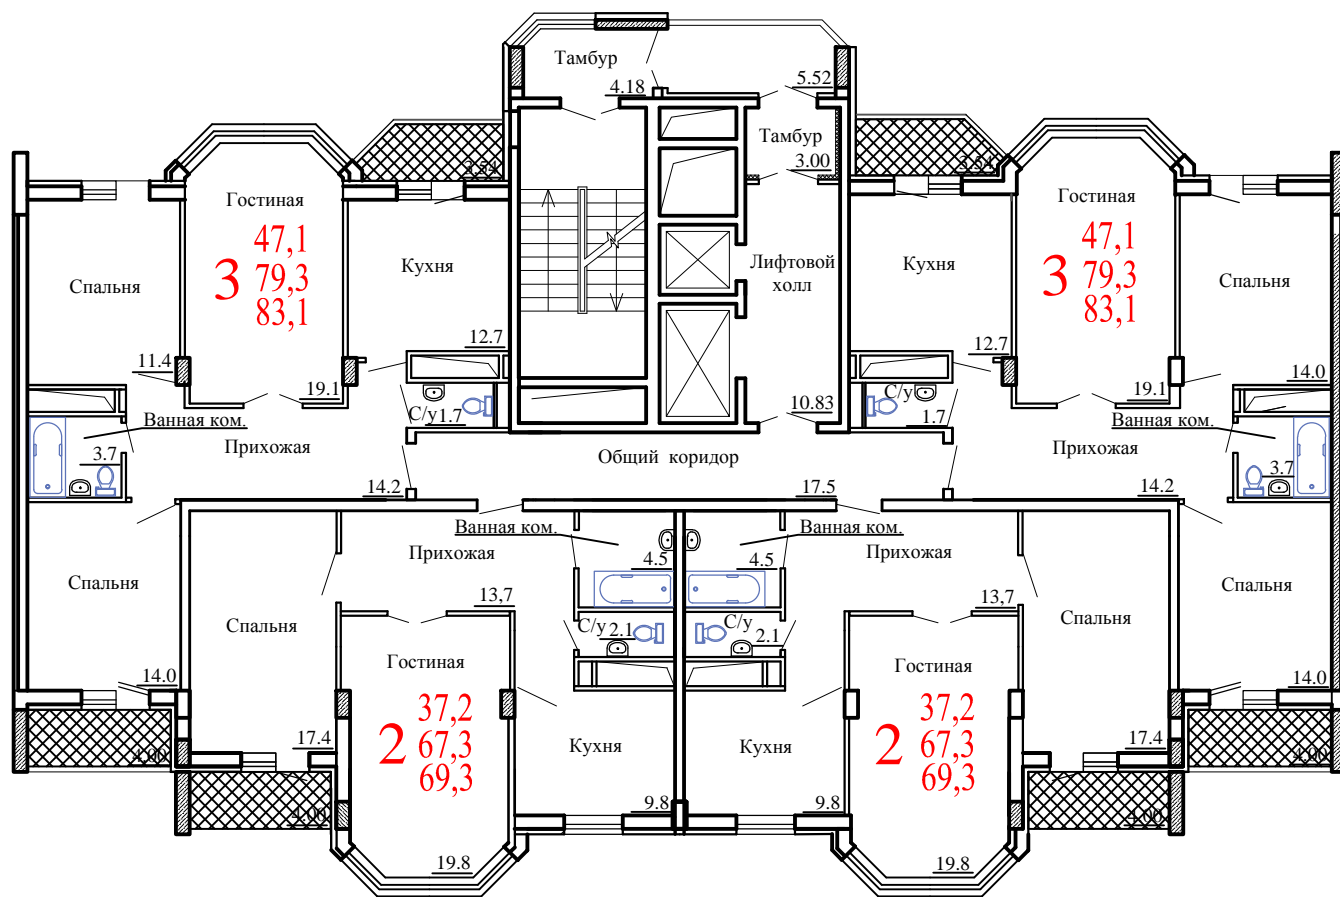 Тамбур
4.18
5.52
Тамбур
3.00
3.54
3.54
Гостиная
47,1
3 79,3
83,1
19.1
Кухня
12.7
Спальня
11.4
Лифтовой
холл
10.83
Кухня
12.7
Гостиная
47,1
3 79,3
83,1
19.1
Спальня
14.0
С/у
1.7
С/у
1.7
Ванная ком.
3.7
Прихожая
14.2
Общий коридор
17.5
Прихожая
14.2
Ванная ком.
3.7
Ванная ком.
4.5
Ванная ком.
4.5
Прихожая
13,7
Прихожая
13,7
Спальня
14.0
Спальня
17.4
С/у
2.1
С/у
2.1
Спальня
17.4
Спальня
14.0
Гостиная
37,2
2 67,3
69,3
19.8
Кухня
9.8
Кухня
9.8
Гостиная
37,2
2 67,3
69,3
19.8
4.00
4.00
4.00
4.00